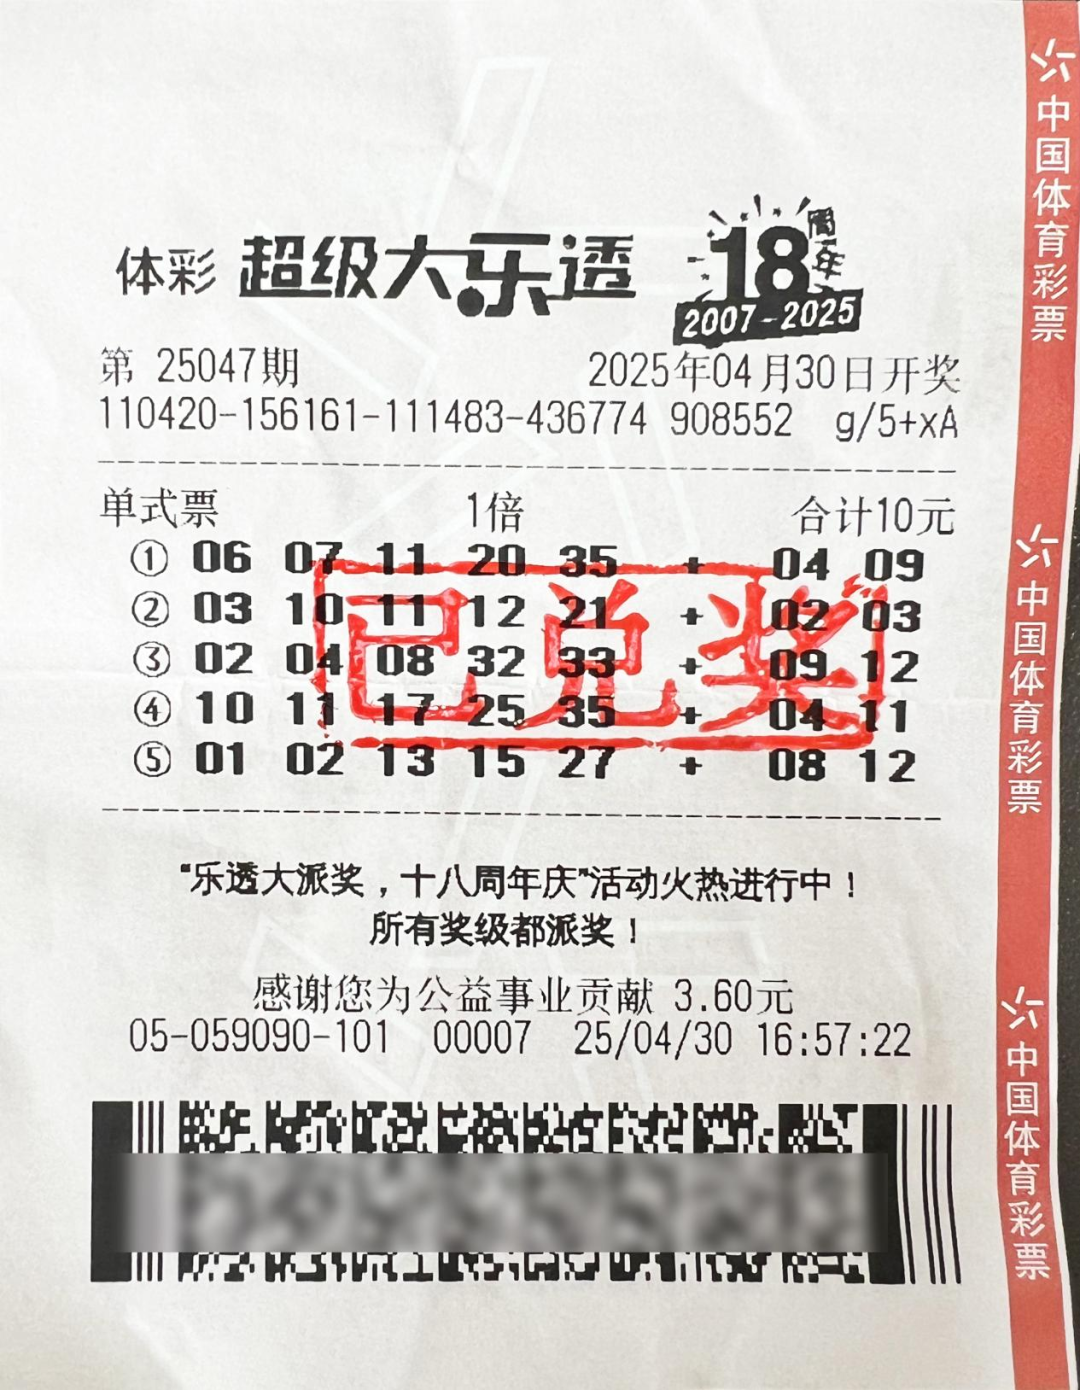 体彩 超级大乐透 18周年 2007-2025
第 25047期 2025年04月30日开奖
110420-156161-111483-436774 908552 g/5+xA
单式票 1倍 合计10元
① 06 07 11 20 35 + 04 09
② 03 10 11 12 21 + 02 03
③ 02 04 08 32 33 + 09 12
④ 10 11 17 25 35 + 04 11
⑤ 01 02 13 15 27 + 08 12
已兑奖
“乐透大派奖，十八周年庆”活动火热进行中！
所有奖级都派奖！
感谢您为公益事业贡献 3.60元
05-059090-101 00007 25/04/30 16:57:22
中国体育彩票
中国体育彩票
中国体育彩票